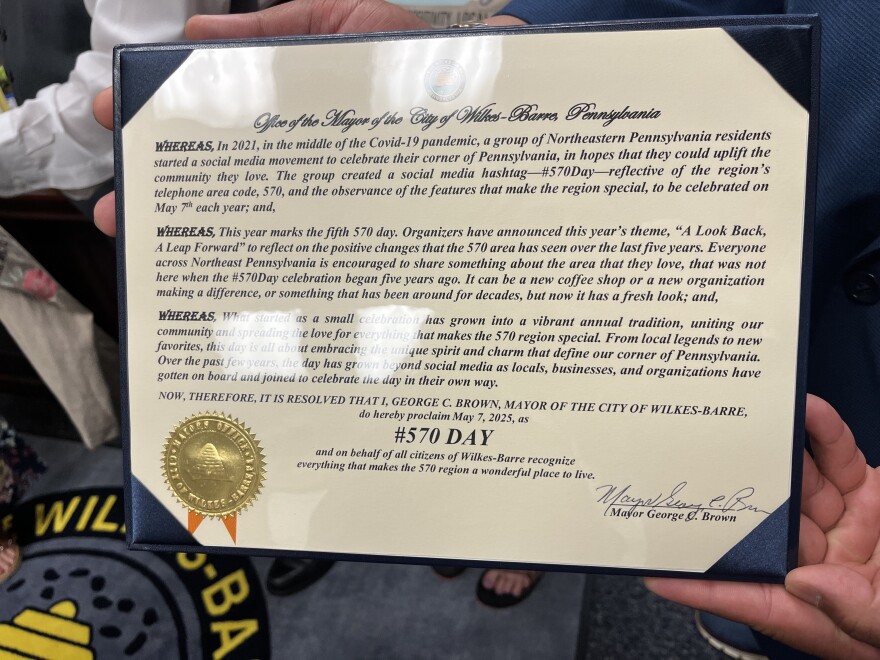 Office of the Mayor of the City of Wilkes-Barre, Pennsylvania
WHEREAS, In 2021, in the middle of the Covid-19 pandemic, a group of Northeastern Pennsylvania residents
started a social media movement to celebrate their corner of Pennsylvania, in hopes that they could uplift the
community they love. The group created a social media hashtag—#570Day—reflective of the region's
telephone area code, 570, and the observance of the features that make the region special, to be celebrated on
May 7th each year; and,
WHEREAS, This year marks the fifth 570 day. Organizers have announced this year's theme, "A Look Back,
A Leap Forward" to reflect on the positive changes that the 570 area has seen over the last five years. Everyone
across Northeast Pennsylvania is encouraged to share something about the area that they love, that was not
here when the #570Day celebration began five years ago. It can be a new coffee shop or a new organization
making a difference, or something that has been around for decades, but now it has a fresh look; and,
WHEREAS, What started as a small celebration has grown into a vibrant annual tradition, uniting our
community and spreading the love for everything that makes the 570 region special. From local legends to new
favorites, this day is all about embracing the unique spirit and charm that define our corner of Pennsylvania.
Over the past few years, the day has grown beyond social media as locals, businesses, and organizations have
gotten on board and joined to celebrate the day in their own way.
NOW, THEREFORE, IT IS RESOLVED THAT I, GEORGE C. BROWN, MAYOR OF THE CITY OF WILKES-BARRE,
do hereby proclaim May 7, 2025, as
#570 DAY
and on behalf of all citizens of Wilkes-Barre recognize
everything that makes the 570 region a wonderful place to live.
Mayor George C. Brown
Mayor George C. Brown
MAYORS OFFICE
WILKES-BARRE
WIL
S-BA